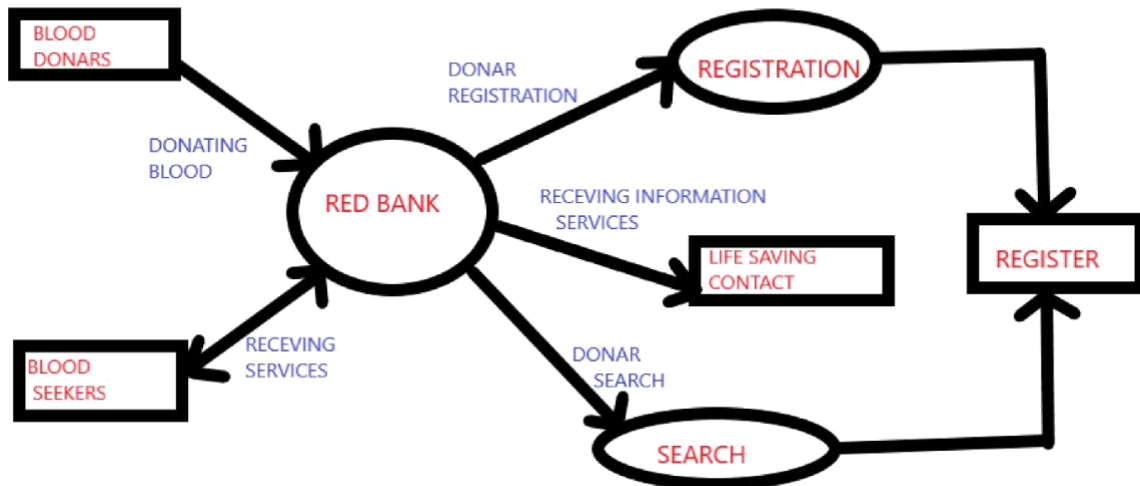 BLOOD
DONARS
DONATING
BLOOD
RED BANK
DONAR
REGISTRATION
REGISTRATION
RECEVING INFORMATION
SERVICES
LIFE SAVING
CONTACT
REGISTER
BLOOD
SEEKERS
RECEVING
SERVICES
DONAR
SEARCH
SEARCH